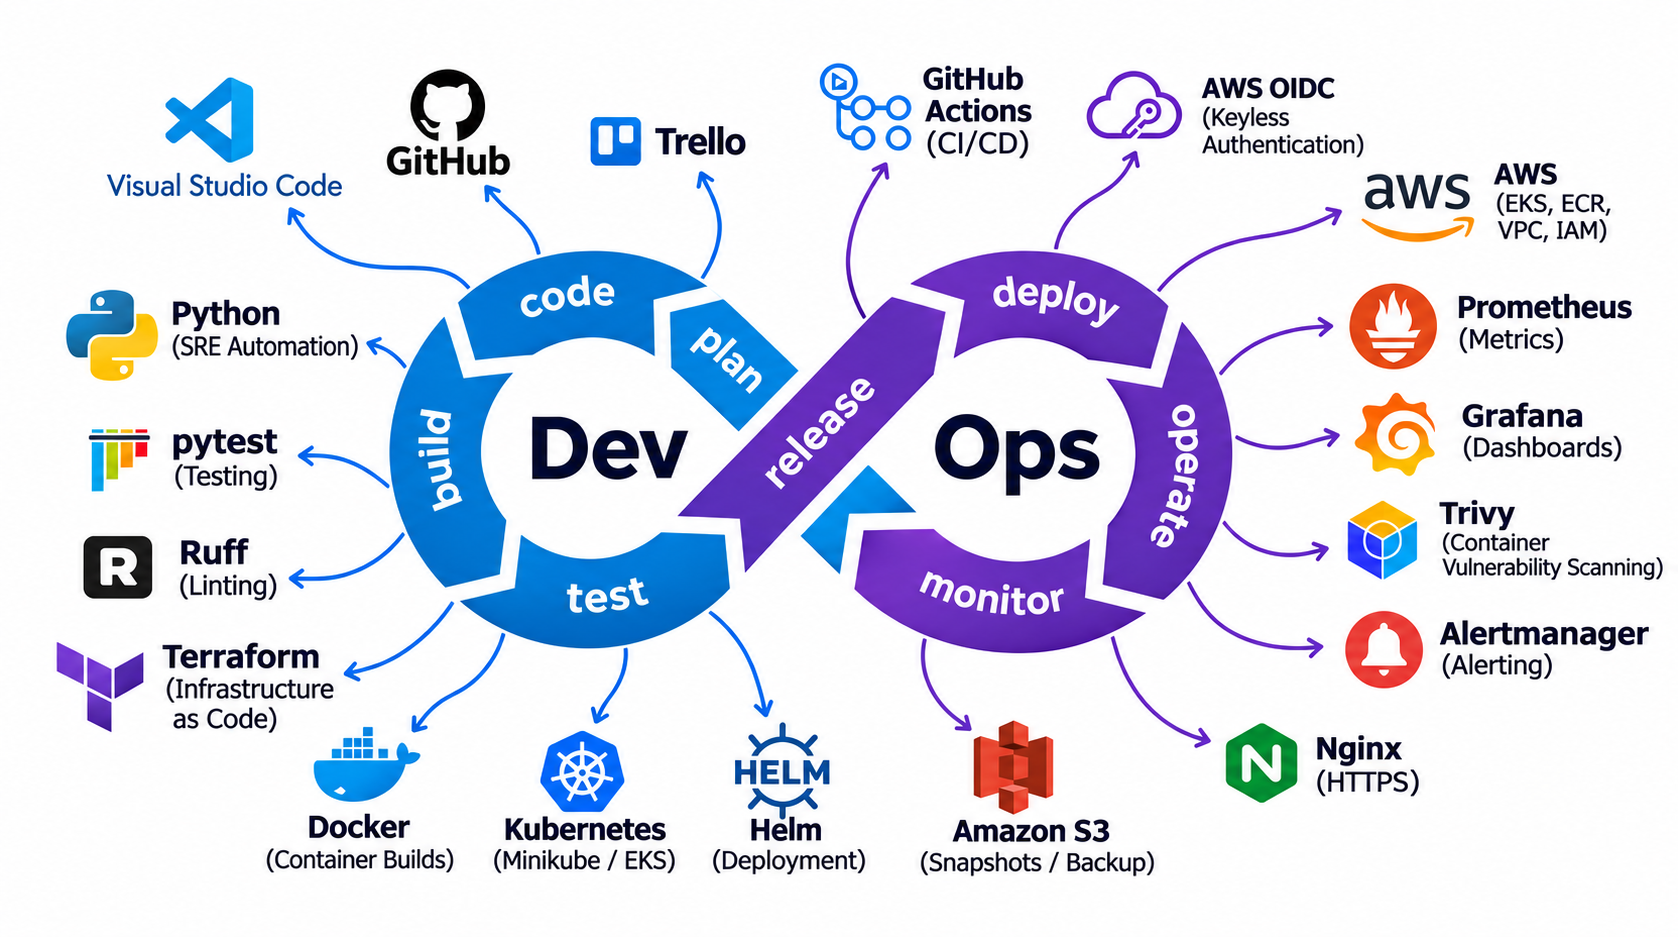 Visual Studio Code
GitHub
Trello
GitHub
Actions
(CI/CD)
AWS OIDC
(Keyless
Authentication)
aws
AWS
(EKS, ECR,
VPC, IAM)
Python
(SRE Automation)
pytest
(Testing)
R
Ruff
(Linting)
Terraform
(Infrastructure
as Code)
code
plan
build
test
Dev
release
deploy
operate
monitor
Ops
Prometheus
(Metrics)
Grafana
(Dashboards)
Trivy
(Container
Vulnerability Scanning)
Alertmanager
(Alerting)
Docker
(Container Builds)
Kubernetes
(Minikube / EKS)
HELM
Helm
(Deployment)
Amazon S3
(Snapshots / Backup)
N
Nginx
(HTTPS)